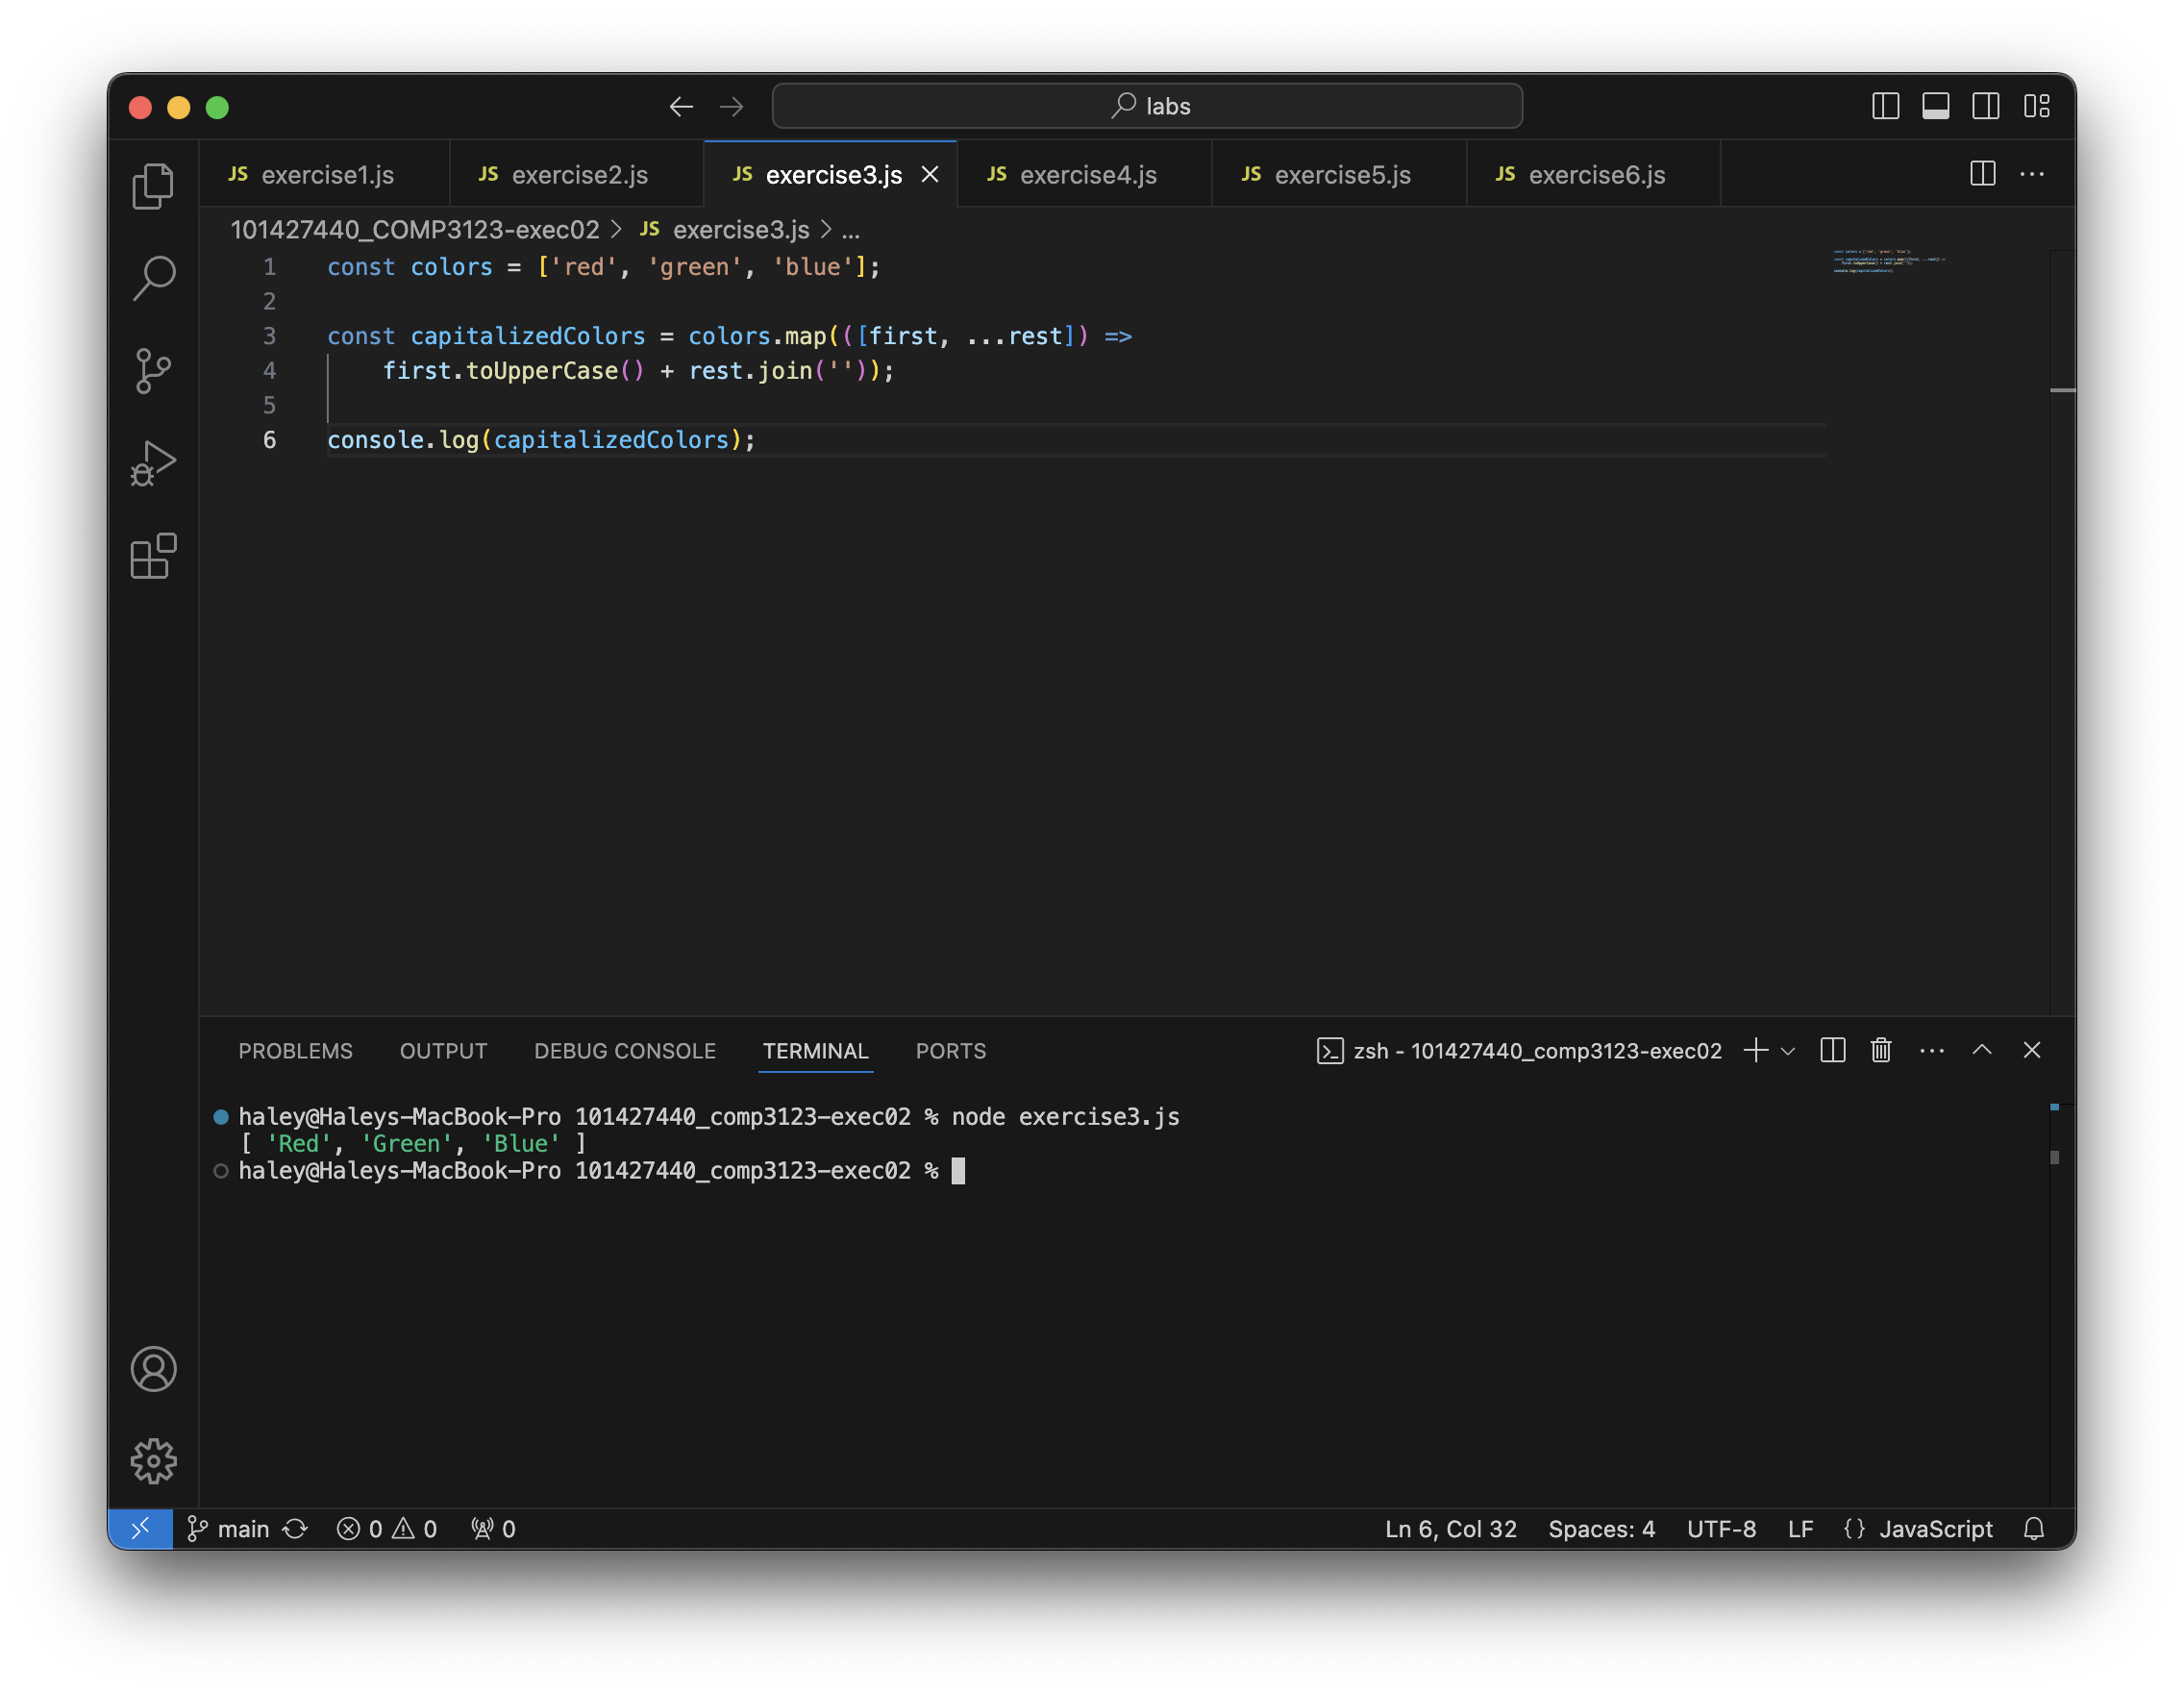 labs
JS exercise1.js JS exercise2.js JS exercise3.js JS exercise4.js JS exercise5.js JS exercise6.js
101427440_COMP3123-exec02 > JS exercise3.js > ...
1 const colors = ['red', 'green', 'blue'];
2
3 const capitalizedColors = colors.map(([first, ...rest]) =>
4     first.toUpperCase() + rest.join(''));
5
6 console.log(capitalizedColors);
PROBLEMS OUTPUT DEBUG CONSOLE TERMINAL PORTS zsh - 101427440_comp3123-exec02
haley@Haleys-MacBook-Pro 101427440_comp3123-exec02 % node exercise3.js
[ 'Red', 'Green', 'Blue' ]
haley@Haleys-MacBook-Pro 101427440_comp3123-exec02 %
main 0 0 0 Ln 6, Col 32 Spaces: 4 UTF-8 LF {} JavaScript